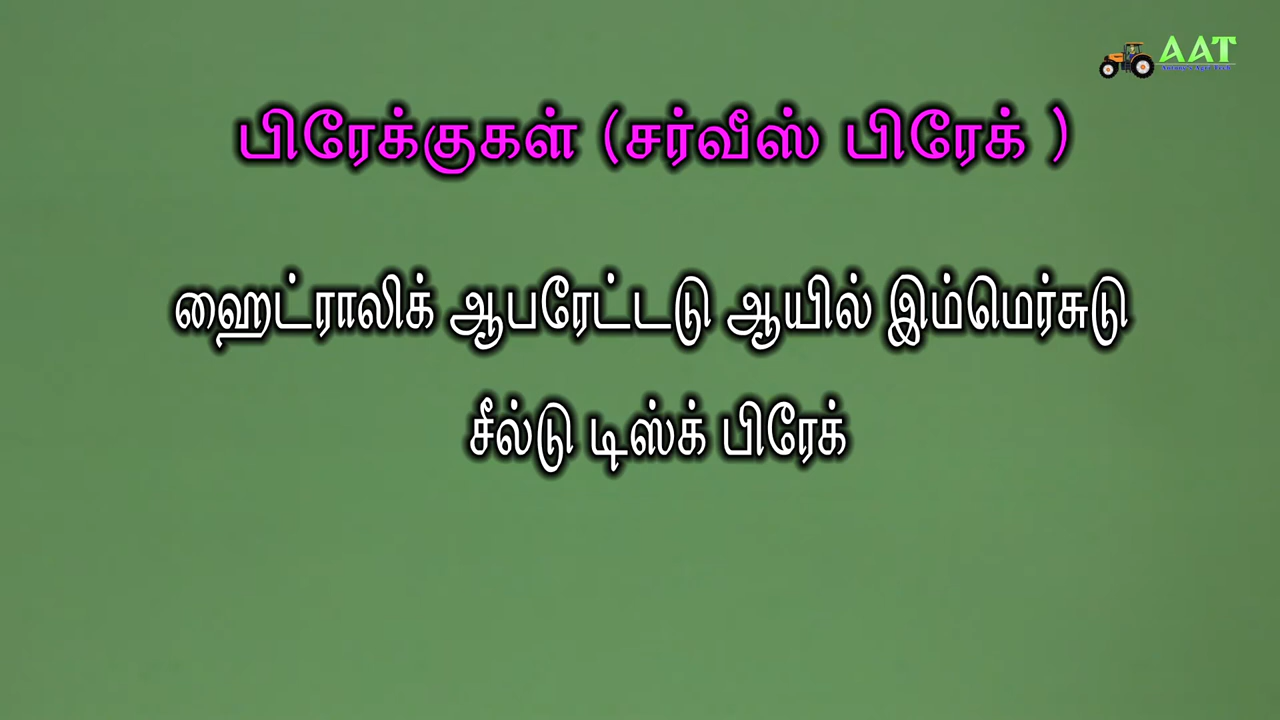 AAT
பிரேக்குகள் (சர்வீஸ் பிரேக் )
ஹைட்ராலிக் ஆபரேட்டடு ஆயில் இம்மெர்சுடு
சீல்டு டிஸ்க் பிரேக்